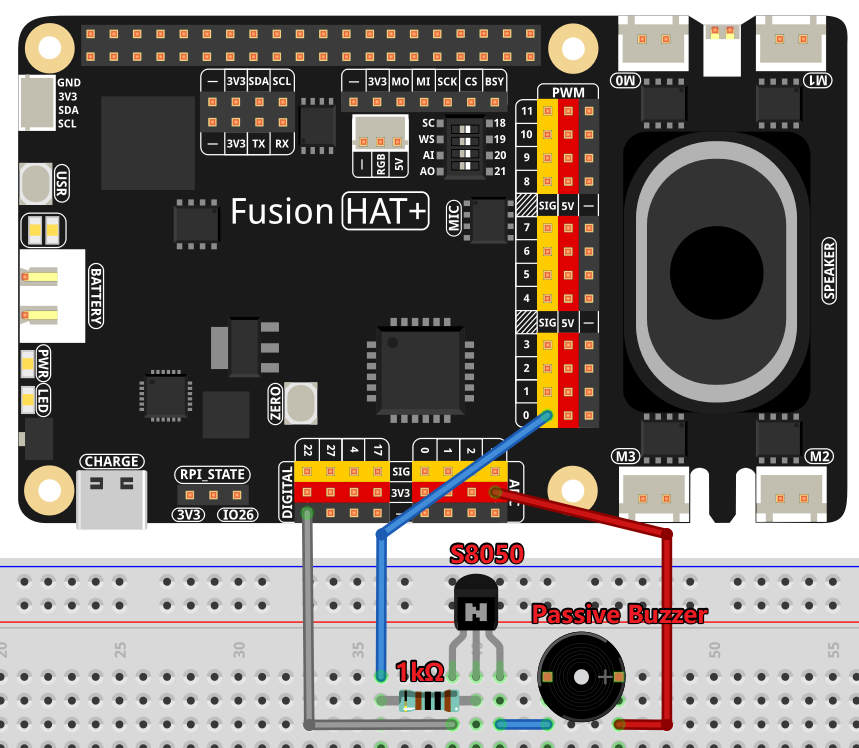 GND
3V3
SDA
SCL
— 3V3 SDA SCL
— 3V3 TX RX
— 3V3 MO MI SCK CS BSY
— RGB 5V
SC 18
WS 19
AI 20
AO 21
PWM
11
10
9
8
SIG 5V —
7
6
5
4
SIG 5V —
3
2
1
0
M0
M1
USR
Fusion HAT+
MIC
BATTERY
SPEAKER
PWR
LED
ZERO
CHARGE
RPI_STATE
3V3 IO26
DIGITAL
22 27 4 17
0 1 2
SIG
3V3
—
M3
M2
S8050
Passive Buzzer
1kΩ
+
20 25 30 35 50 55